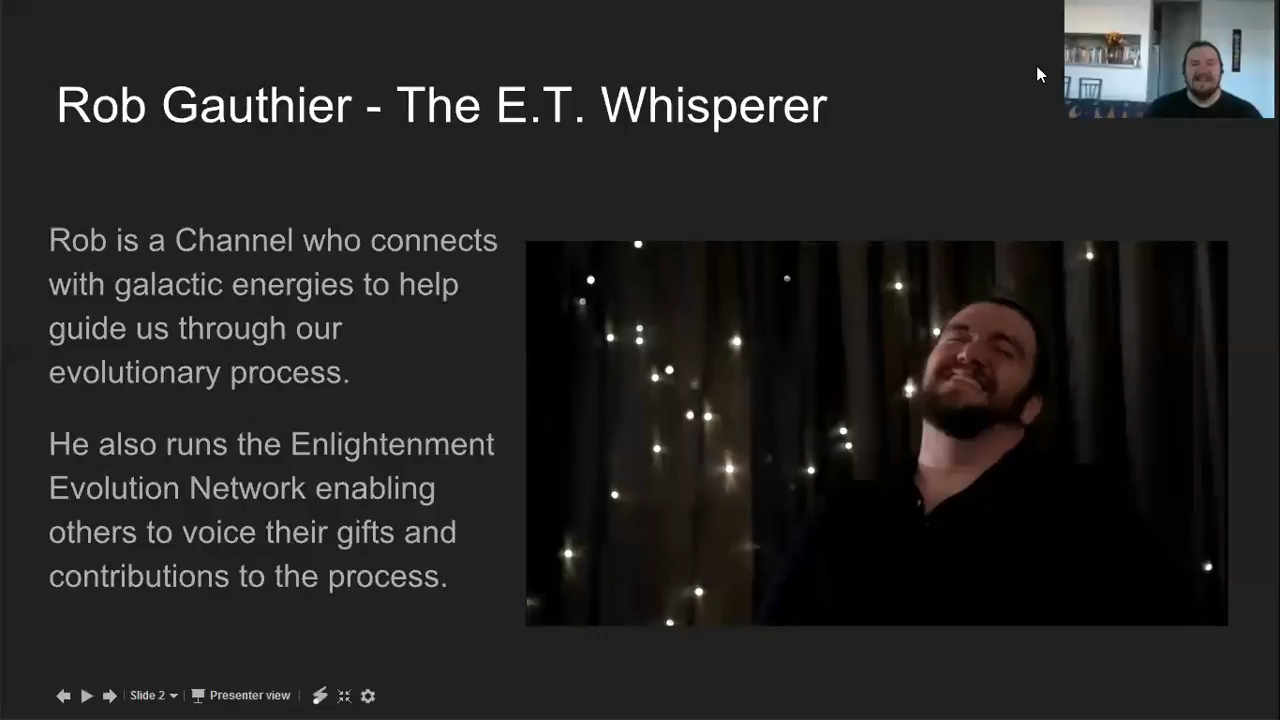 Rob Gauthier - The E.T. Whisperer
Rob is a Channel who connects
with galactic energies to help
guide us through our
evolutionary process.
He also runs the Enlightenment
Evolution Network enabling
others to voice their gifts and
contributions to the process.
Slide 2
Presenter view